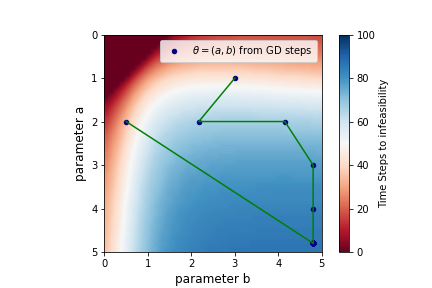 θ = (a, b) from GD steps
0
1
2
3
4
5
parameter a
0 1 2 3 4 5
parameter b
100
80
60
40
20
0
Time Steps to infeasibility